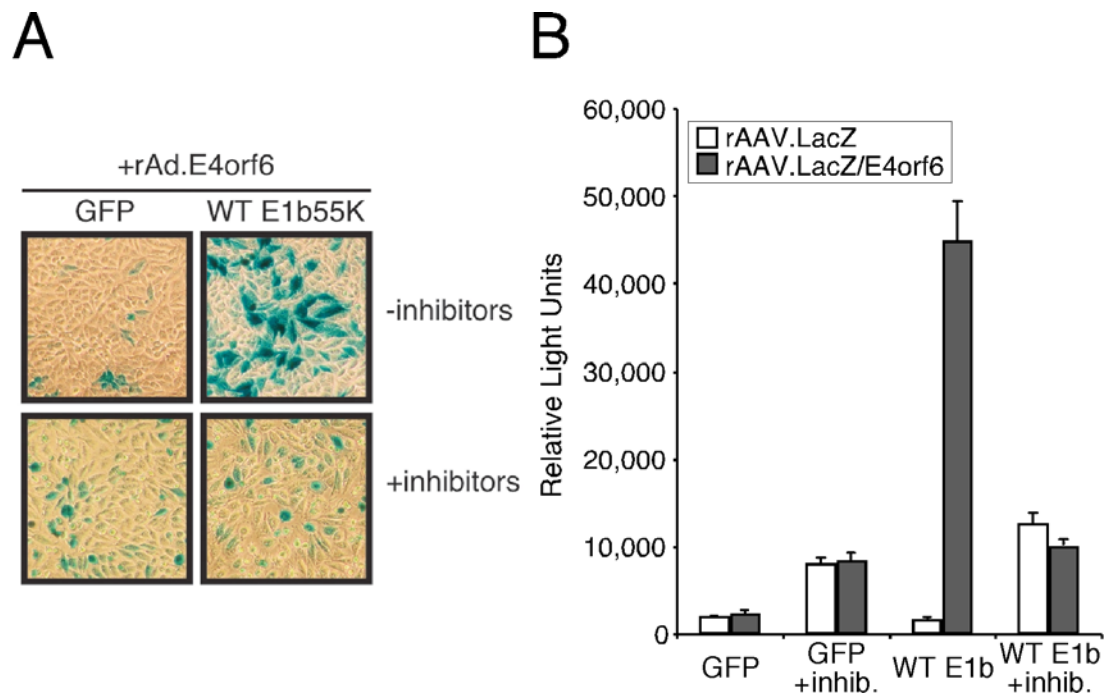 A
+rAd.E4orf6
GFP
WT E1b55K
-inhibitors
+inhibitors
B
Relative Light Units
60,000
50,000
40,000
30,000
20,000
10,000
0
rAAV.LacZ
rAAV.LacZ/E4orf6
GFP
GFP
+inhib.
WT E1b
WT E1b
+inhib.